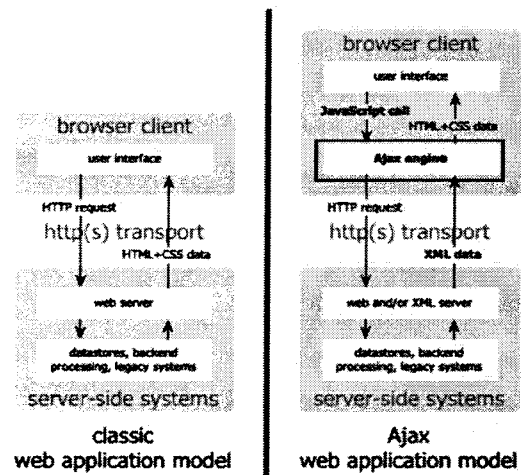 browser client
user interface
HTTP request
http(s) transport
HTML+CSS data
web server
datastores, backend
processing, legacy systems
server-side systems
classic
web application model
browser client
user interface
JavaScript call
HTML+CSS data
Ajax engine
HTTP request
http(s) transport
XML data
web and/or XML server
datastores, backend
processing, legacy systems
server-side systems
Ajax
web application model